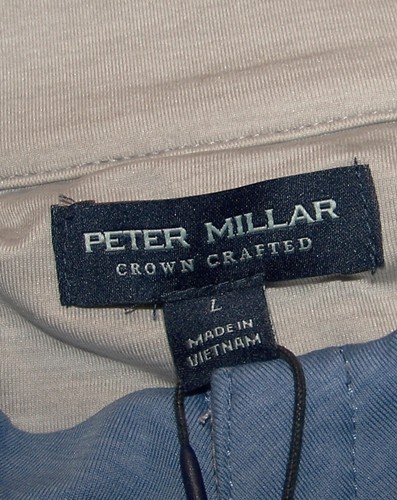 PETER MILLAR
CROWN CRAFTED
L
MADE IN
VIETNAM